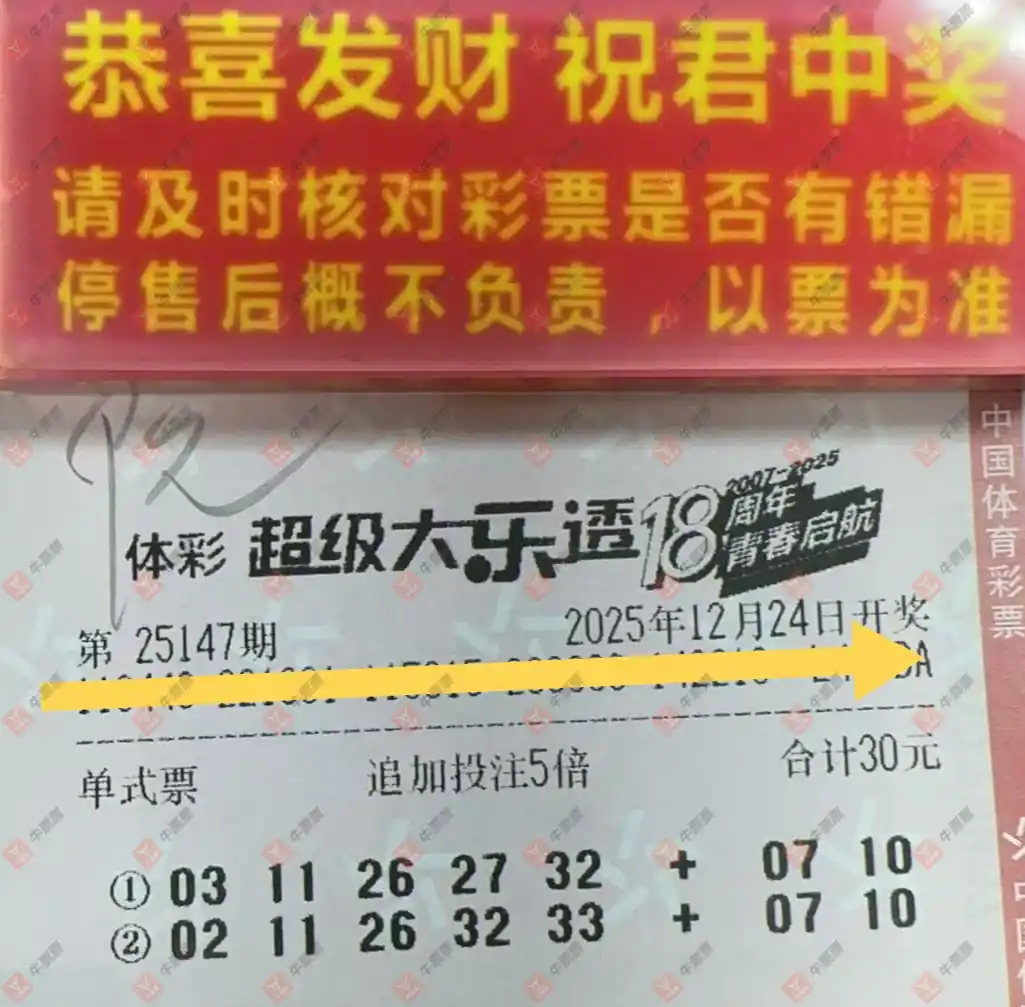 恭喜发财 祝君中奖
请及时核对彩票是否有错漏
停售后概不负责，以票为准
体彩 超级大乐透 18 2007-2025 周年 青春启航
第 25147期 2025年12月24日开奖
单式票 追加投注5倍 合计30元
① 03 11 26 27 32 + 07 10
② 02 11 26 32 33 + 07 10
中国体育彩票
牛票票